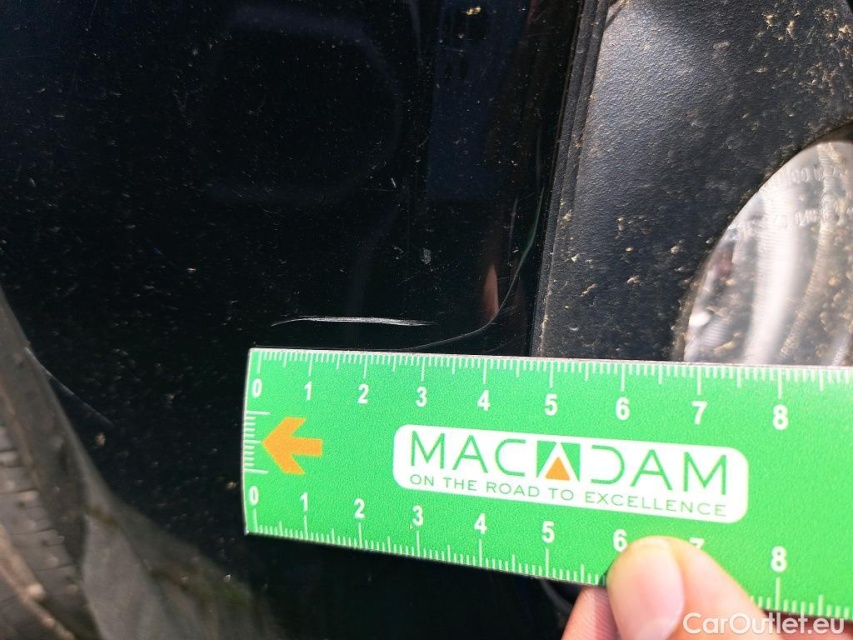 0 1 2 3 4 5 6 7 8
MACADAM
ON THE ROAD TO EXCELLENCE
0 1 2 3 4 5 6 7 8
CarOutlet.eu